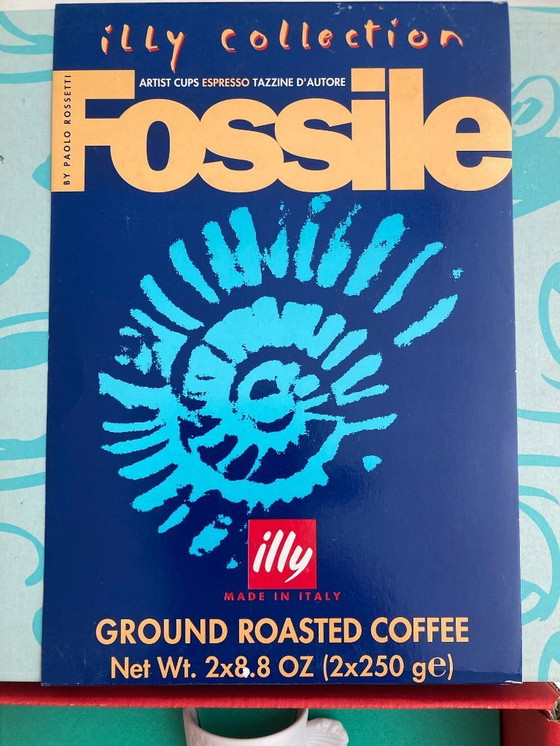 illy collection
ARTIST CUPS ESPRESSO TAZZINE D'AUTORE
Fossile
BY PAOLO ROSSETTI
illy
MADE IN ITALY
GROUND ROASTED COFFEE
Net Wt. 2x8.8 OZ (2x250 g℮)